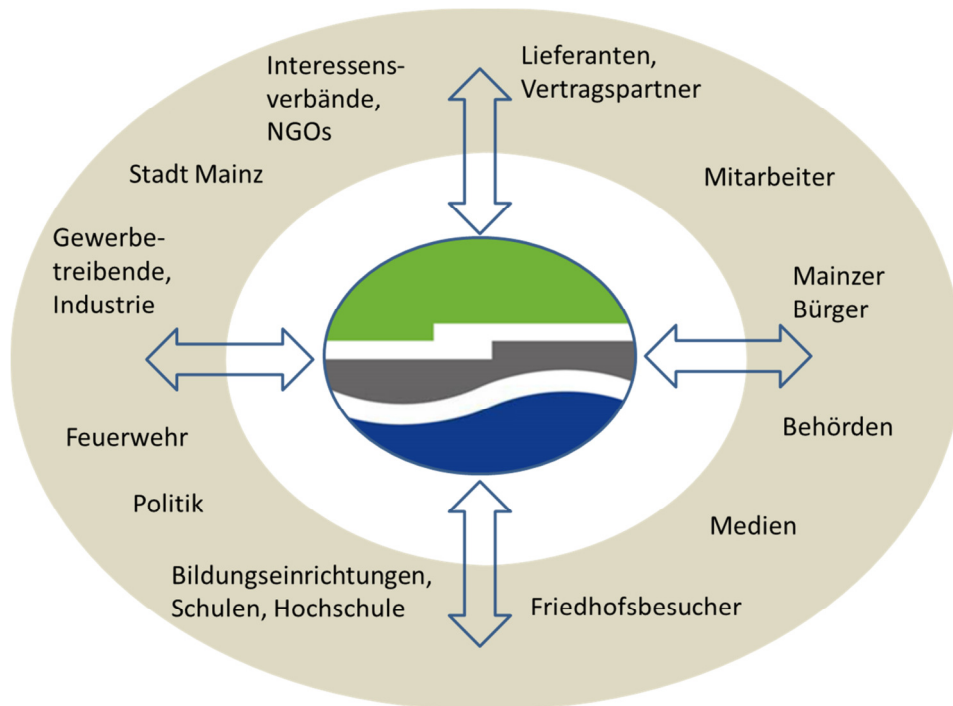 Interessens-
verbände,
NGOs
Lieferanten,
Vertragspartner
Stadt Mainz
Mitarbeiter
Gewerbe-
treibende,
Industrie
Mainzer
Bürger
Feuerwehr
Behörden
Politik
Medien
Bildungseinrichtungen,
Schulen, Hochschule
Friedhofsbesucher